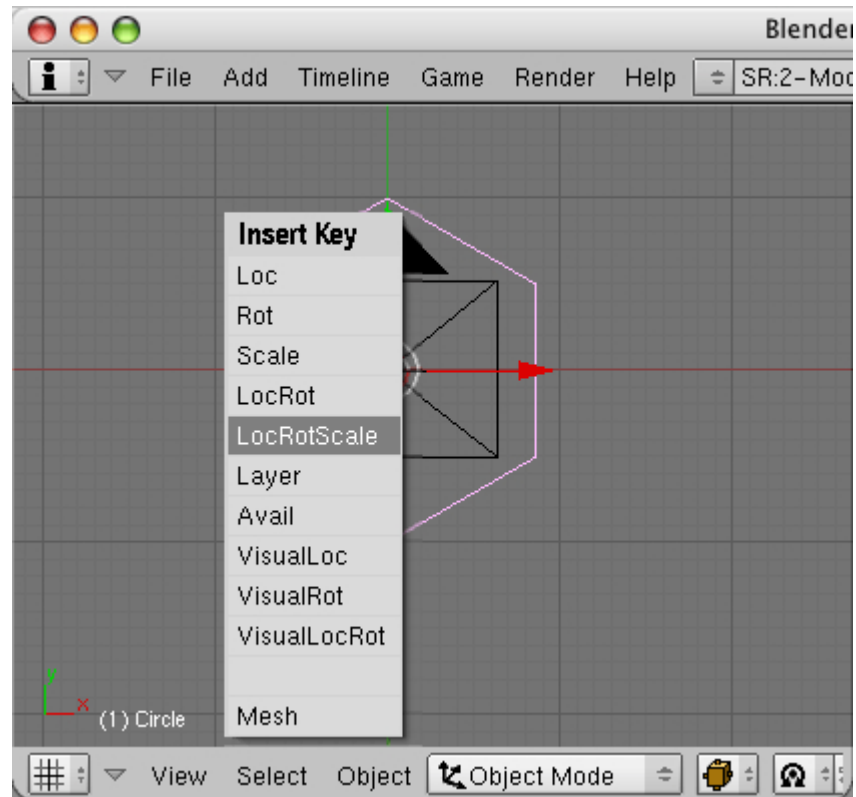 Blender
File Add Timeline Game Render Help SR:2-Mod
Insert Key
Loc
Rot
Scale
LocRot
LocRotScale
Layer
Avail
VisualLoc
VisualRot
VisualLocRot
Mesh
y
x
(1) Circle
View Select Object Object Mode